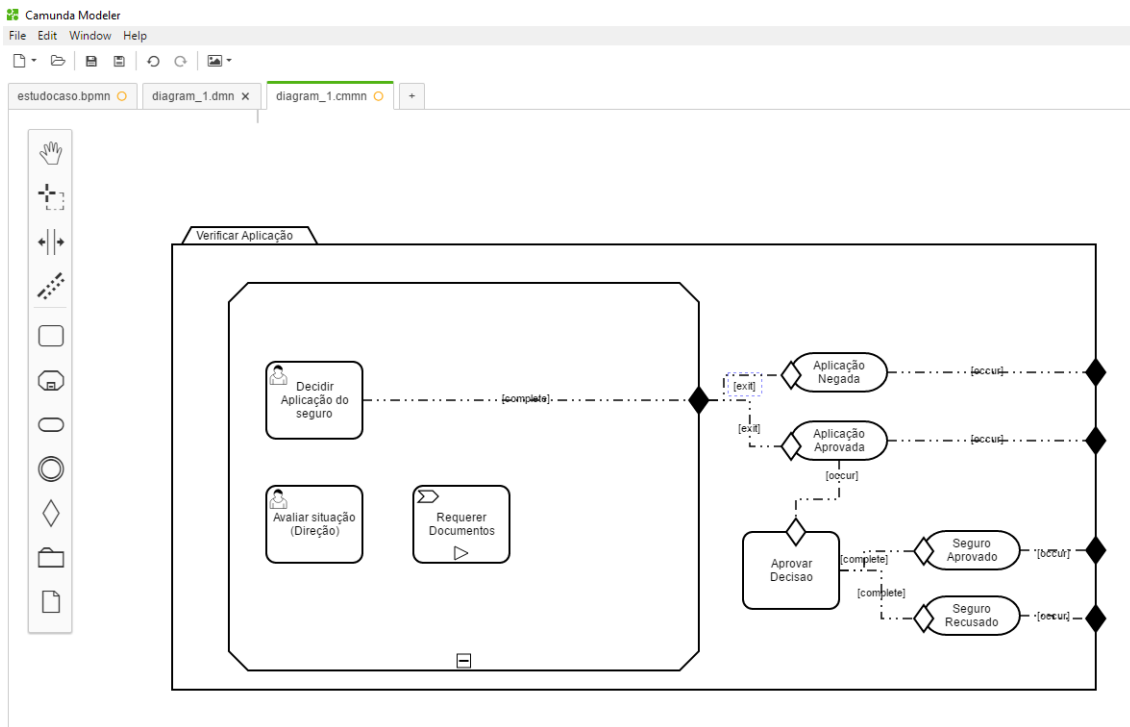 Camunda Modeler
File Edit Window Help
estudocaso.bpmn
diagram_1.dmn x
diagram_1.cmmn
+
Verificar Aplicação
Decidir
Aplicação do
seguro
[complete]
Avaliar situação
(Direção)
Requerer
Documentos
[exit]
[exit]
Aplicação
Negada
[occur]
Aplicação
Aprovada
[occur]
[occur]
Aprovar
Decisao
[complete]
[complete]
Seguro
Aprovado
[occur]
Seguro
Recusado
[occur]